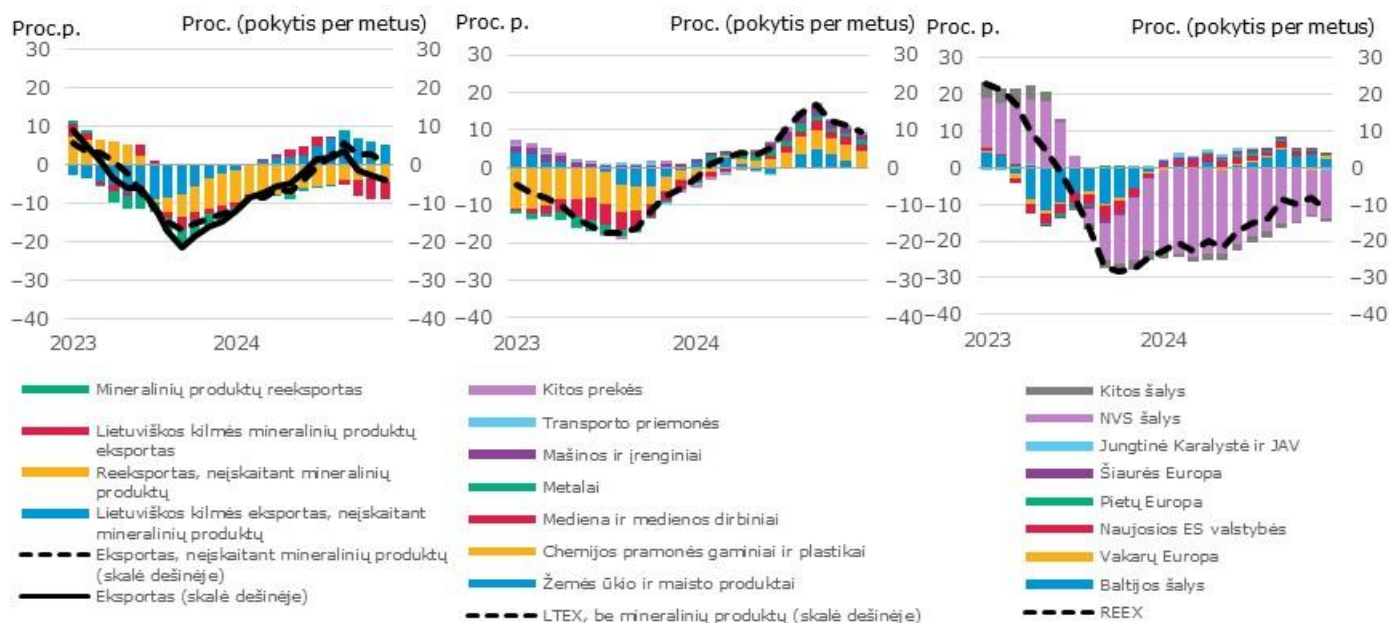 Proc.p.
Proc. (pokytis per metus)
30
20
10
0
−10
−20
−30
−40
30
20
10
0
−10
−20
−30
−40
2023
2024
Mineralinių produktų reeksportas
Lietuviškos kilmės mineralinių produktų
eksportas
Reeksportas, neįskaitant mineralinių
produktų
Lietuviškos kilmės eksportas, neįskaitant
mineralinių produktų
Eksportas, neįskaitant mineralinių produktų
(skalė dešinėje)
Eksportas (skalė dešinėje)
Proc. p.
Proc. (pokytis per metus)
30
20
10
0
−10
−20
−30
−40
30
20
10
0
−10
−20
−30
−40
2023
2024
Kitos prekės
Transporto priemonės
Mašinos ir įrenginiai
Metalai
Mediena ir medienos dirbiniai
Chemijos pramonės gaminiai ir plastikai
Žemės ūkio ir maisto produktai
LTEX, be mineralinių produktų (skalė dešinėje)
Proc. p.
Proc. (pokytis per metus)
30
20
10
0
−10
−20
−30
−40
30
20
10
0
−10
−20
−30
−40
2023
2024
Kitos šalys
NVS šalys
Jungtinė Karalystė ir JAV
Šiaurės Europa
Pietų Europa
Naujosios ES valstybės
Vakarų Europa
Baltijos šalys
REEX